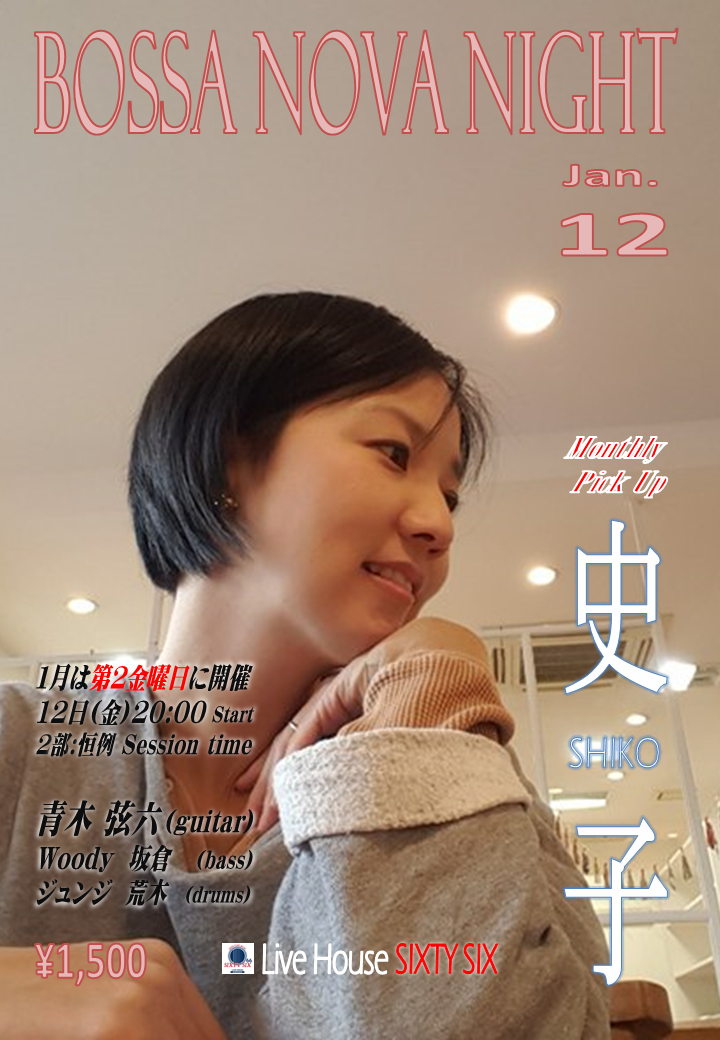 BOSSA NOVA NIGHT
Jan.
12
Monthly
Pick Up
史
SHIKO
子
1月は第2金曜日に開催
12日(金)20:00 Start
2部:恒例 Session time
青木 弦六(guitar)
Woody 坂倉 (bass)
ジュンジ 荒木 (drums)
¥1,500
SIXTY SIX
Live House SIXTY SIX